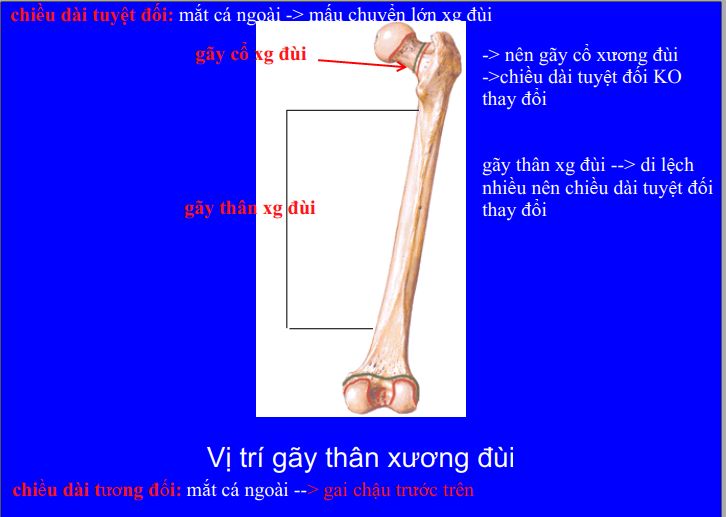 chiều dài tuyệt đối: mắt cá ngoài -> mấu chuyển lớn xg đùi
gãy cổ xg đùi
-> nên gãy cổ xương đùi
->chiều dài tuyệt đối KO
thay đổi
gãy thân xg đùi --> di lệch
nhiều nên chiều dài tuyệt đối
thay đổi
gãy thân xg đùi
Vị trí gãy thân xương đùi
chiều dài tương đối: mắt cá ngoài --> gai chậu trước trên